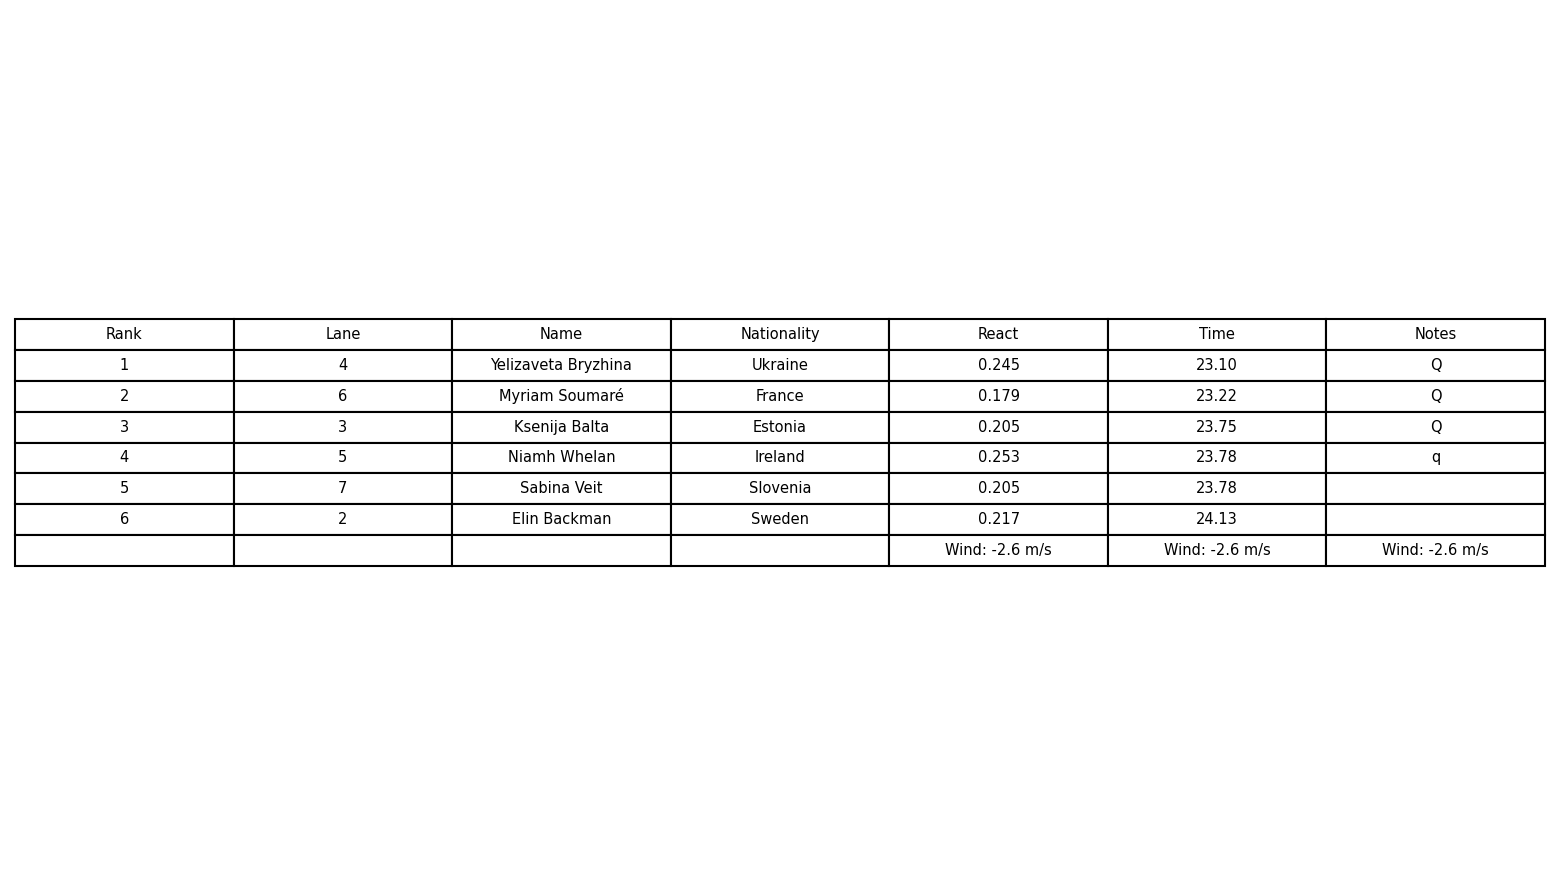 Rank Lane Name Nationality React Time Notes
1 4 Yelizaveta Bryzhina Ukraine 0.245 23.10 Q
2 6 Myriam Soumaré France 0.179 23.22 Q
3 3 Ksenija Balta Estonia 0.205 23.75 Q
4 5 Niamh Whelan Ireland 0.253 23.78 q
5 7 Sabina Veit Slovenia 0.205 23.78
6 2 Elin Backman Sweden 0.217 24.13
Wind: -2.6 m/s Wind: -2.6 m/s Wind: -2.6 m/s